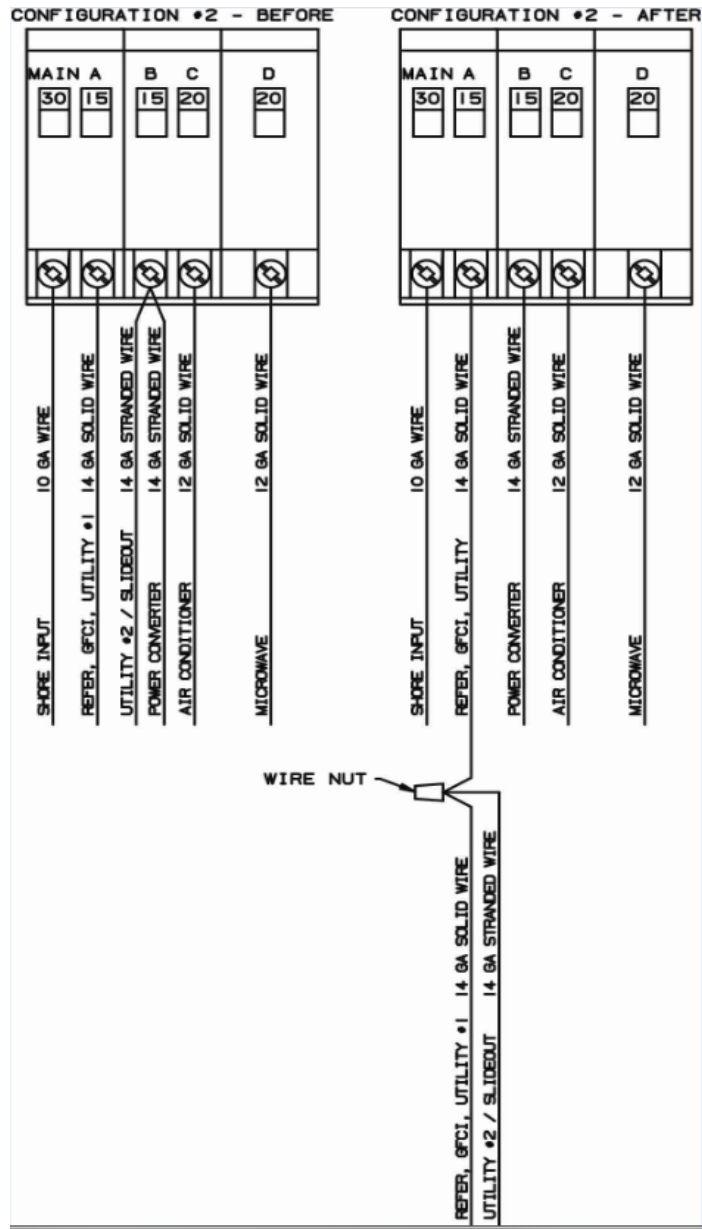 CONFIGURATION #2 - BEFORE
MAIN A B C D
30 15 15 20 20
10 GA WIRE
SHORE INPUT
14 GA SOLID WIRE
REFER, GFCI, UTILITY #1
14 GA STRANDED WIRE
UTILITY #2 / SLIDEOUT
14 GA STRANDED WIRE
POWER CONVERTER
12 GA SOLID WIRE
AIR CONDITIONER
12 GA SOLID WIRE
MICROWAVE
CONFIGURATION #2 - AFTER
MAIN A B C D
30 15 15 20 20
10 GA WIRE
SHORE INPUT
14 GA SOLID WIRE
REFER, GFCI, UTILITY
14 GA STRANDED WIRE
POWER CONVERTER
12 GA SOLID WIRE
AIR CONDITIONER
12 GA SOLID WIRE
MICROWAVE
WIRE NUT
REFER, GFCI, UTILITY #1 14 GA SOLID WIRE
UTILITY #2 / SLIDEOUT 14 GA STRANDED WIRE